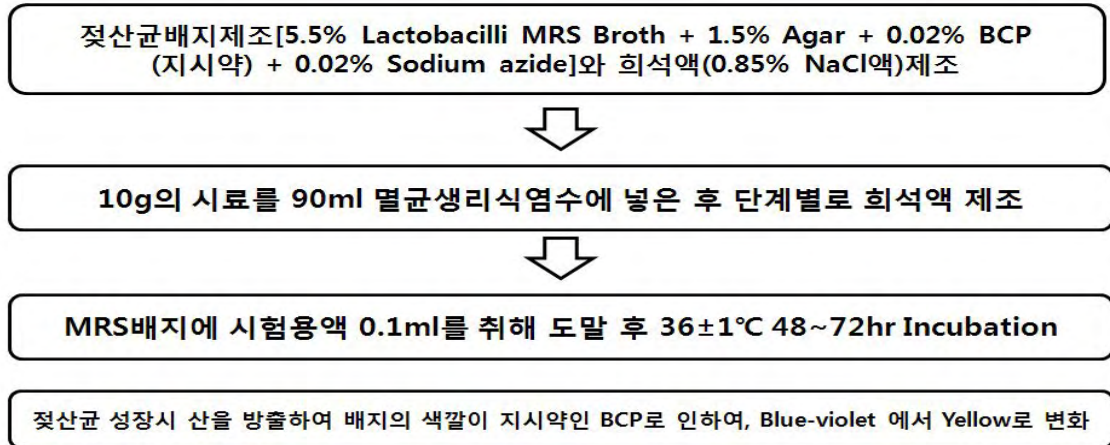 젖산균배지제조[5.5% Lactobacilli MRS Broth + 1.5% Agar + 0.02% BCP
(지시약) + 0.02% Sodium azide]와 희석액(0.85% NaCl액)제조
10g의 시료를 90ml 멸균생리식염수에 넣은 후 단계별로 희석액 제조
MRS배지에 시험용액 0.1ml를 취해 도말 후 36±1℃ 48~72hr Incubation
젖산균 성장시 산을 방출하여 배지의 색깔이 지시약인 BCP로 인하여, Blue-violet 에서 Yellow로 변화